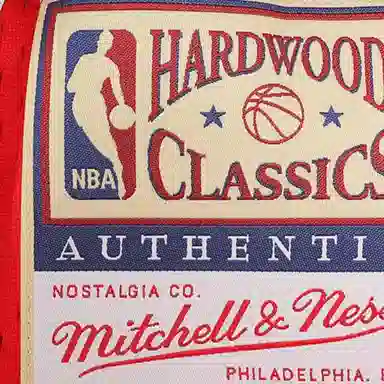 HARDWOOD
CLASSICS
NBA
AUTHENTI
NOSTALGIA CO.
Mitchell & Nes
PHILADELPHIA.